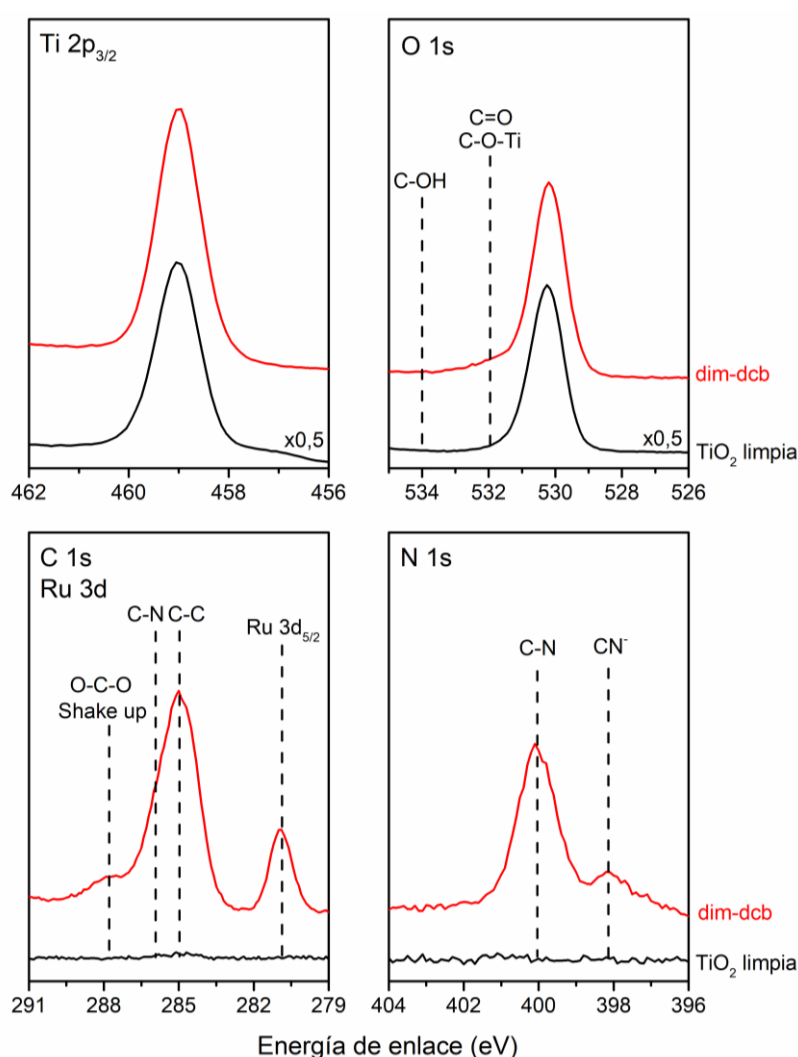 Ti 2p3/2
x0,5
462 460 458 456
O 1s
C=O
C-O-Ti
C-OH
dim-dcb
x0,5
TiO2 limpia
534 532 530 528 526
C 1s
Ru 3d
C-N C-C
Ru 3d5/2
O-C-O
Shake up
291 288 285 282 279
N 1s
C-N
CN-
dim-dcb
TiO2 limpia
404 402 400 398 396
Energía de enlace (eV)